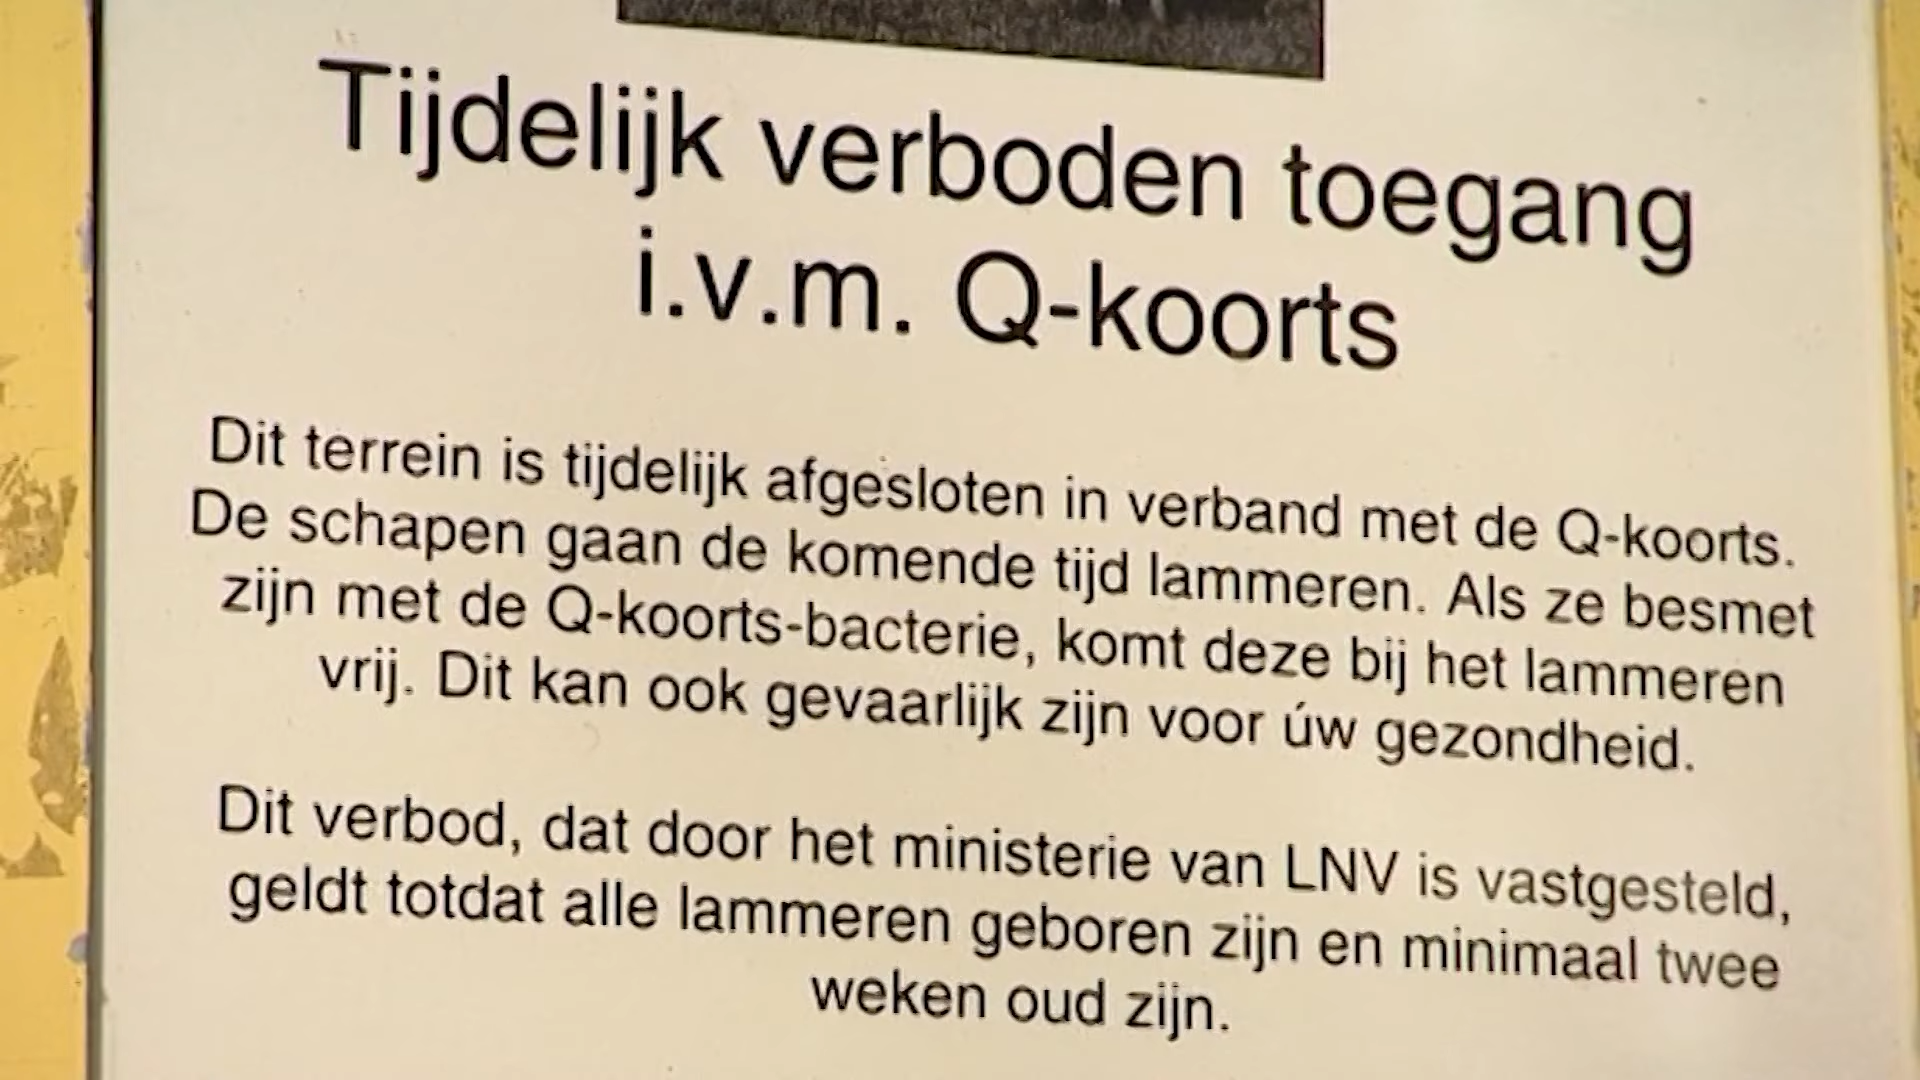 Tijdelijk verboden toegang
i.v.m. Q-koorts
Dit terrein is tijdelijk afgesloten in verband met de Q-koorts.
De schapen gaan de komende tijd lammeren. Als ze besmet
zijn met de Q-koorts-bacterie, komt deze bij het lammeren
vrij. Dit kan ook gevaarlijk zijn voor úw gezondheid.
Dit verbod, dat door het ministerie van LNV is vastgesteld,
geldt totdat alle lammeren geboren zijn en minimaal twee
weken oud zijn.